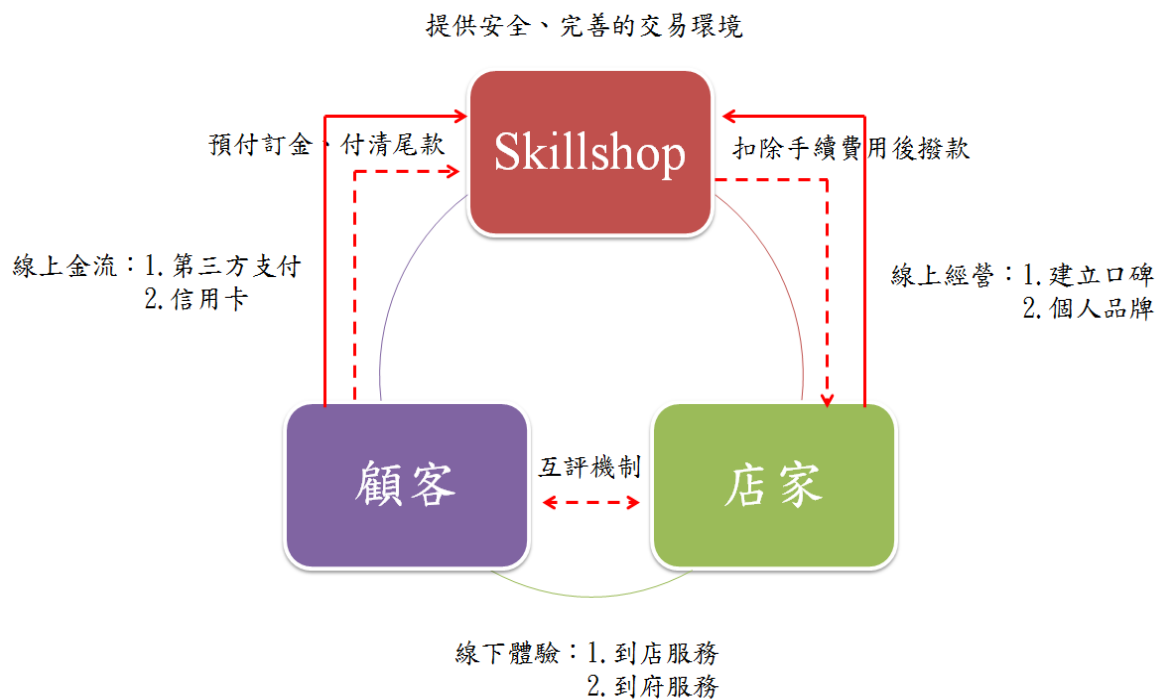 提供安全、完善的交易環境
Skillshop
預付訂金、付清尾款
扣除手續費用後撥款
線上金流：1.第三方支付
2.信用卡
線上經營：1.建立口碑
2.個人品牌
顧客
互評機制
店家
線下體驗：1.到店服務
2.到府服務